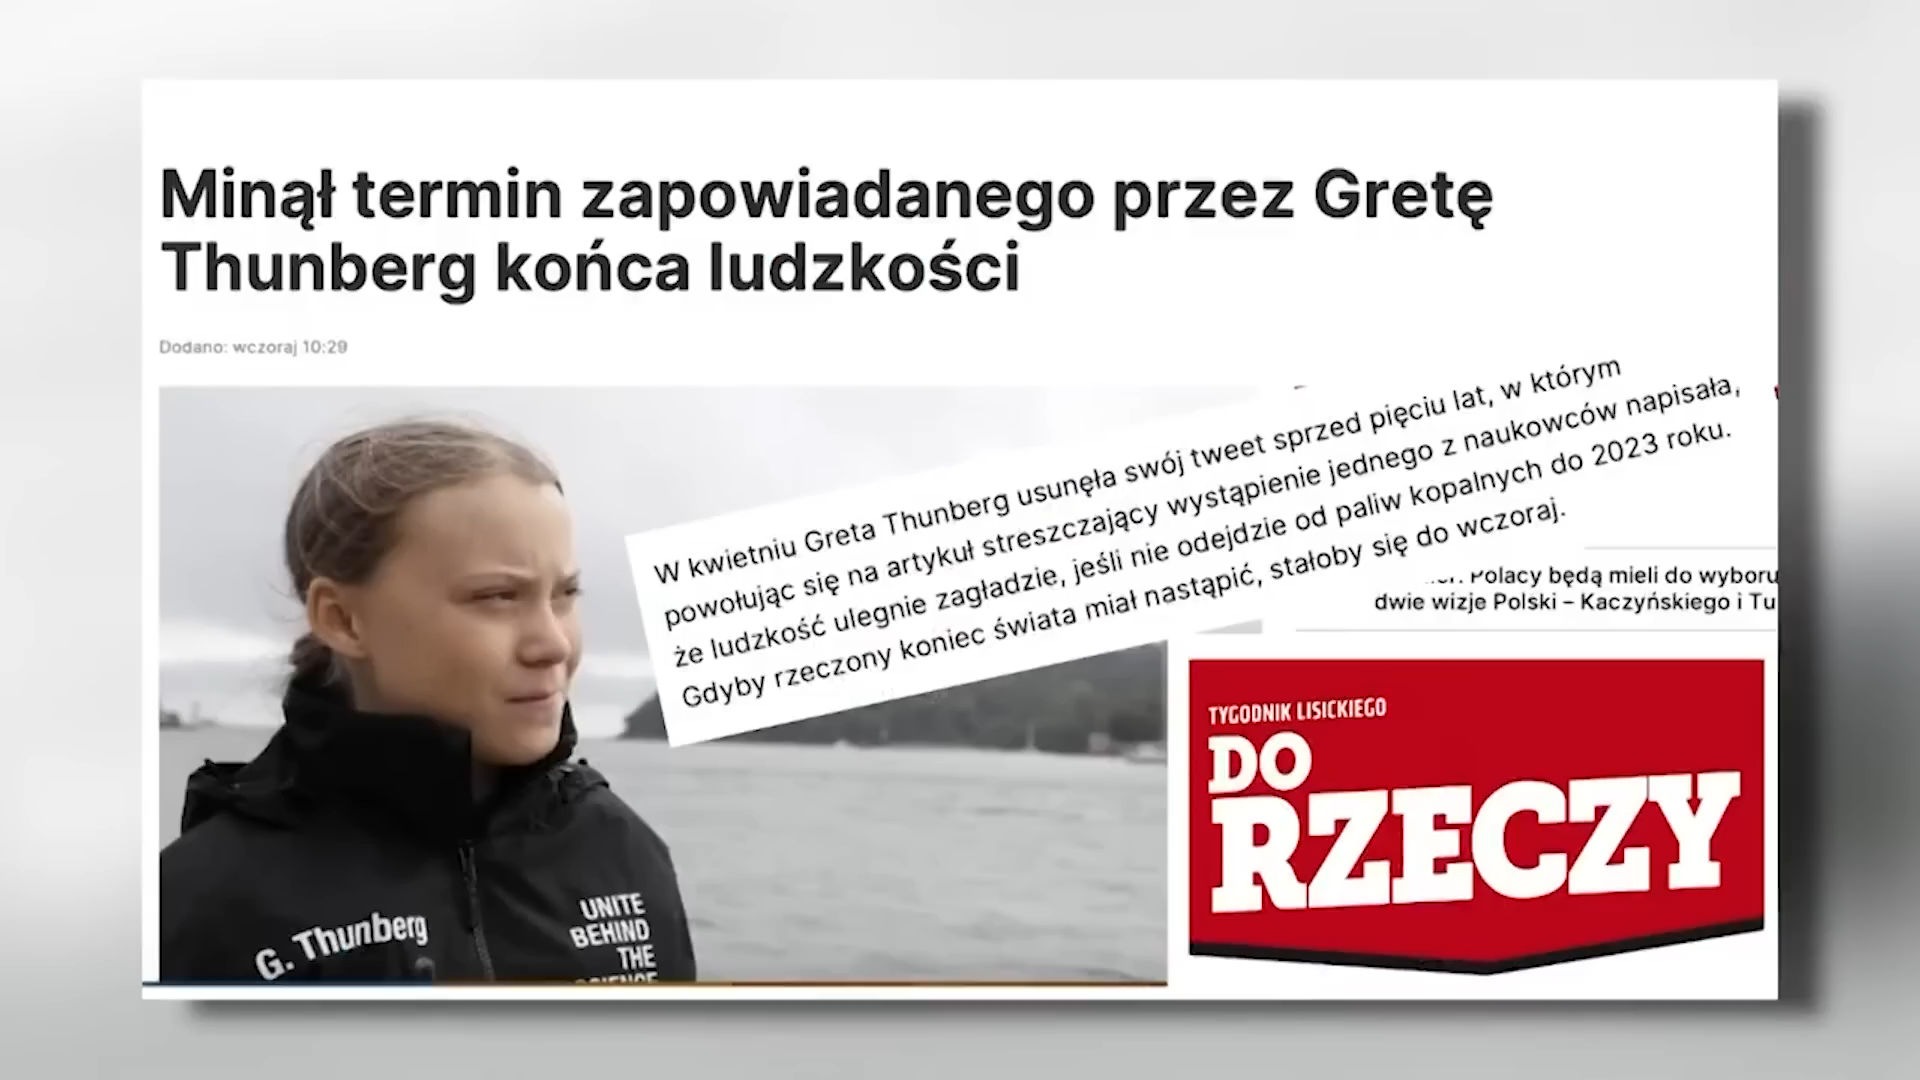 Minął termin zapowiadanego przez Gretę
Thunberg końca ludzkości
Dodano: wczoraj 10:29
W kwietniu Greta Thunberg usunęła swój tweet sprzed pięciu lat, w którym
powołując się na artykuł streszczający wystąpienie jednego z naukowców napisała,
że ludzkość ulegnie zagładzie, jeśli nie odejdzie od paliw kopalnych do 2023 roku.
Gdyby rzeczony koniec świata miał nastąpić, stałoby się do wczoraj.
Polacy będą mieli do wyboru
dwie wizje Polski – Kaczyńskiego i Tu
TYGODNIK LISICKIEGO
DO
RZECZY
G. Thunberg
UNITE
BEHIND
THE
SCIENCE